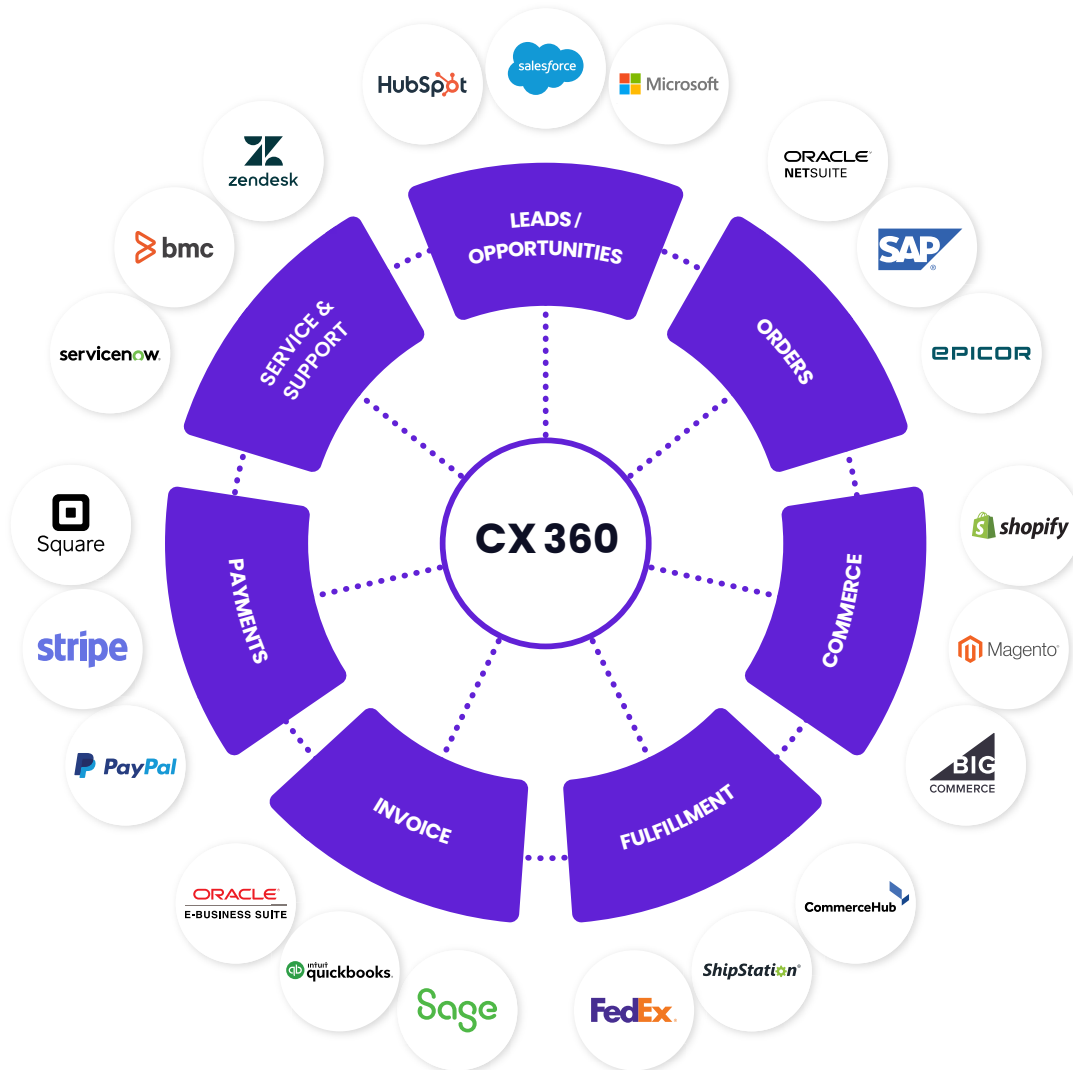 HubSpot
salesforce
Microsoft
zendesk
ORACLE
NETSUITE
bmc
SAP
®
servicenow.
EPICOR
LEADS /
OPPORTUNITIES
SERVICE &
SUPPORT
ORDERS
CX 360
Square
shopify
PAYMENTS
COMMERCE
stripe
Magento
PayPal
BIG
COMMERCE
INVOICE
FULFILLMENT
ORACLE
E-BUSINESS SUITE
CommerceHub
intuit
qb quickbooks.
ShipStation
Sage
FedEx